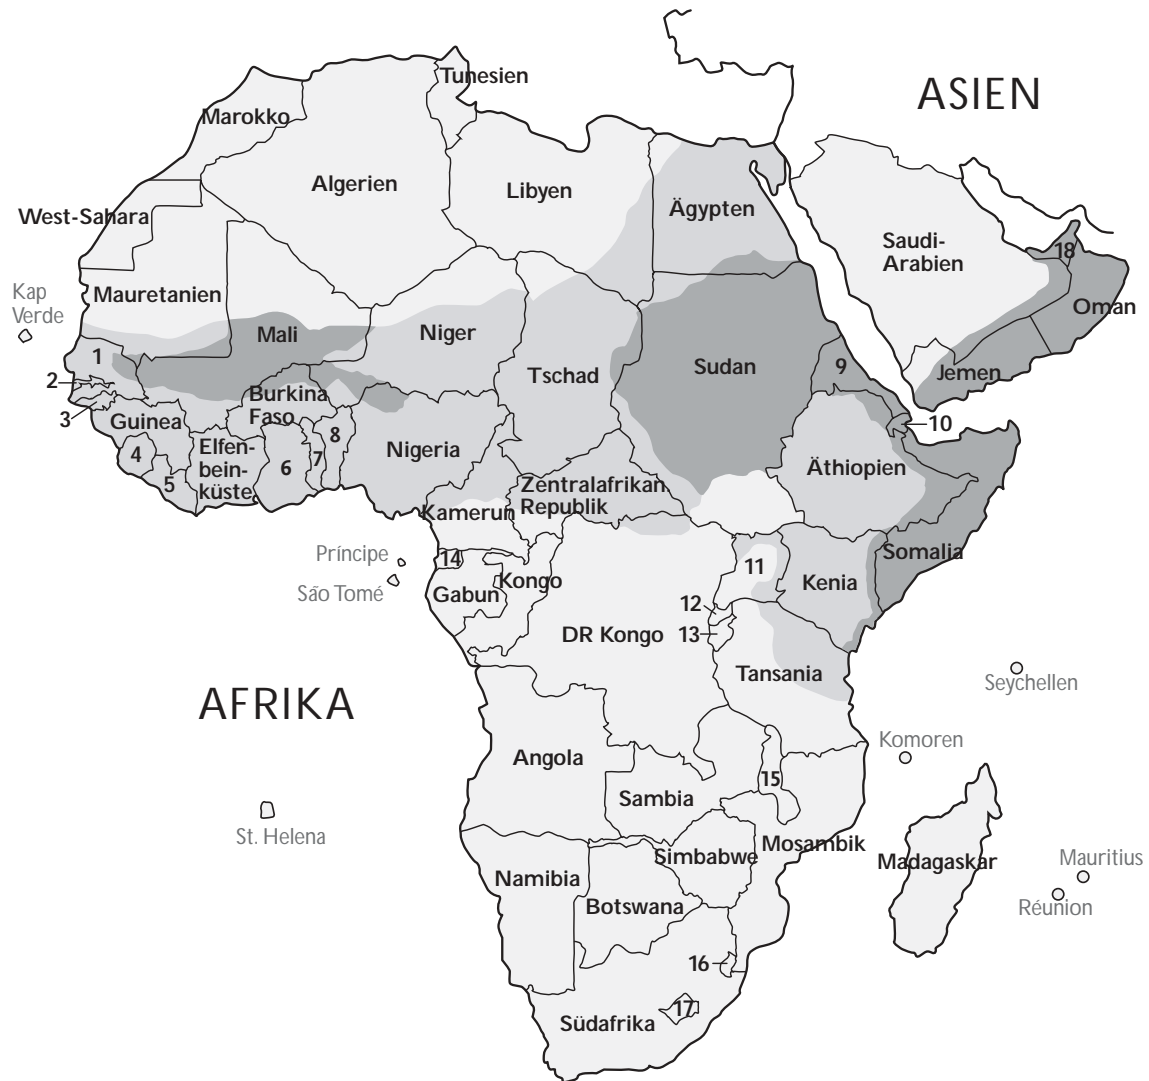 ASIEN
Tunesien
Marokko
Algerien
Libyen
Ägypten
West-Sahara
Saudi-
Arabien
18
Kap
Verde
Mauretanien
Oman
Mali
Niger
1
Tschad
Sudan
9
Jemen
2
Burkina
Faso
3
Guinea
10
8
Elfen-
bein-
küste
Nigeria
4
6
7
Äthiopien
5
Zentralafrikan.
Republik
Kamerun
Príncipe
14
Somalia
11
Kongo
Kenia
São Tomé
Gabun
12
DR Kongo
13
Tansania
Seychellen
AFRIKA
Komoren
Angola
15
Sambia
St. Helena
Mosambik
Simbabwe
Madagaskar
Mauritius
Namibia
Botswana
Réunion
16
17
Südafrika